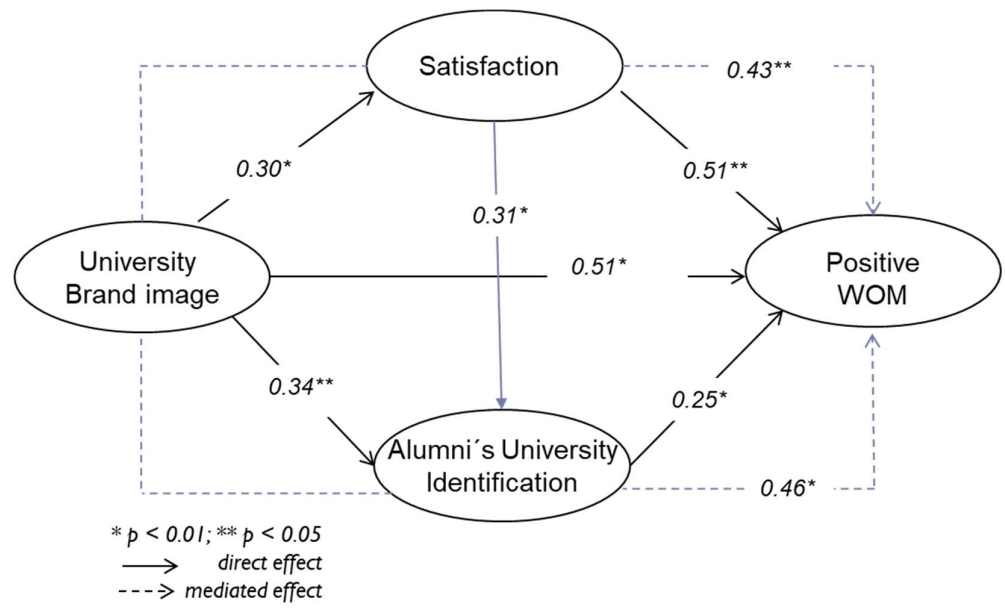 Satisfaction
0.43**
0.30*
0.51**
0.31*
University
Brand image
0.51*
Positive
WOM
0.34**
0.25*
Alumni´s University
Identification
0.46*
* p < 0.01; ** p < 0.05
direct effect
mediated effect